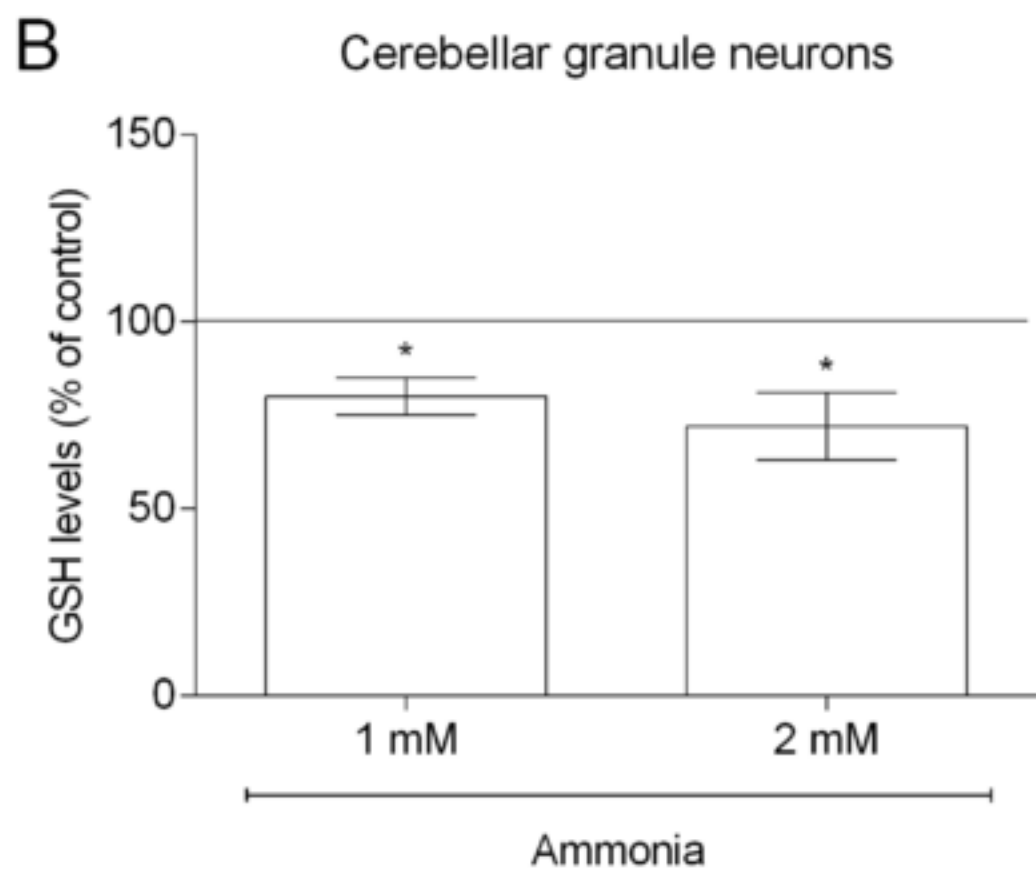 B
Cerebellar granule neurons
GSH levels (% of control)
150
100
50
0
*
*
1 mM
2 mM
Ammonia